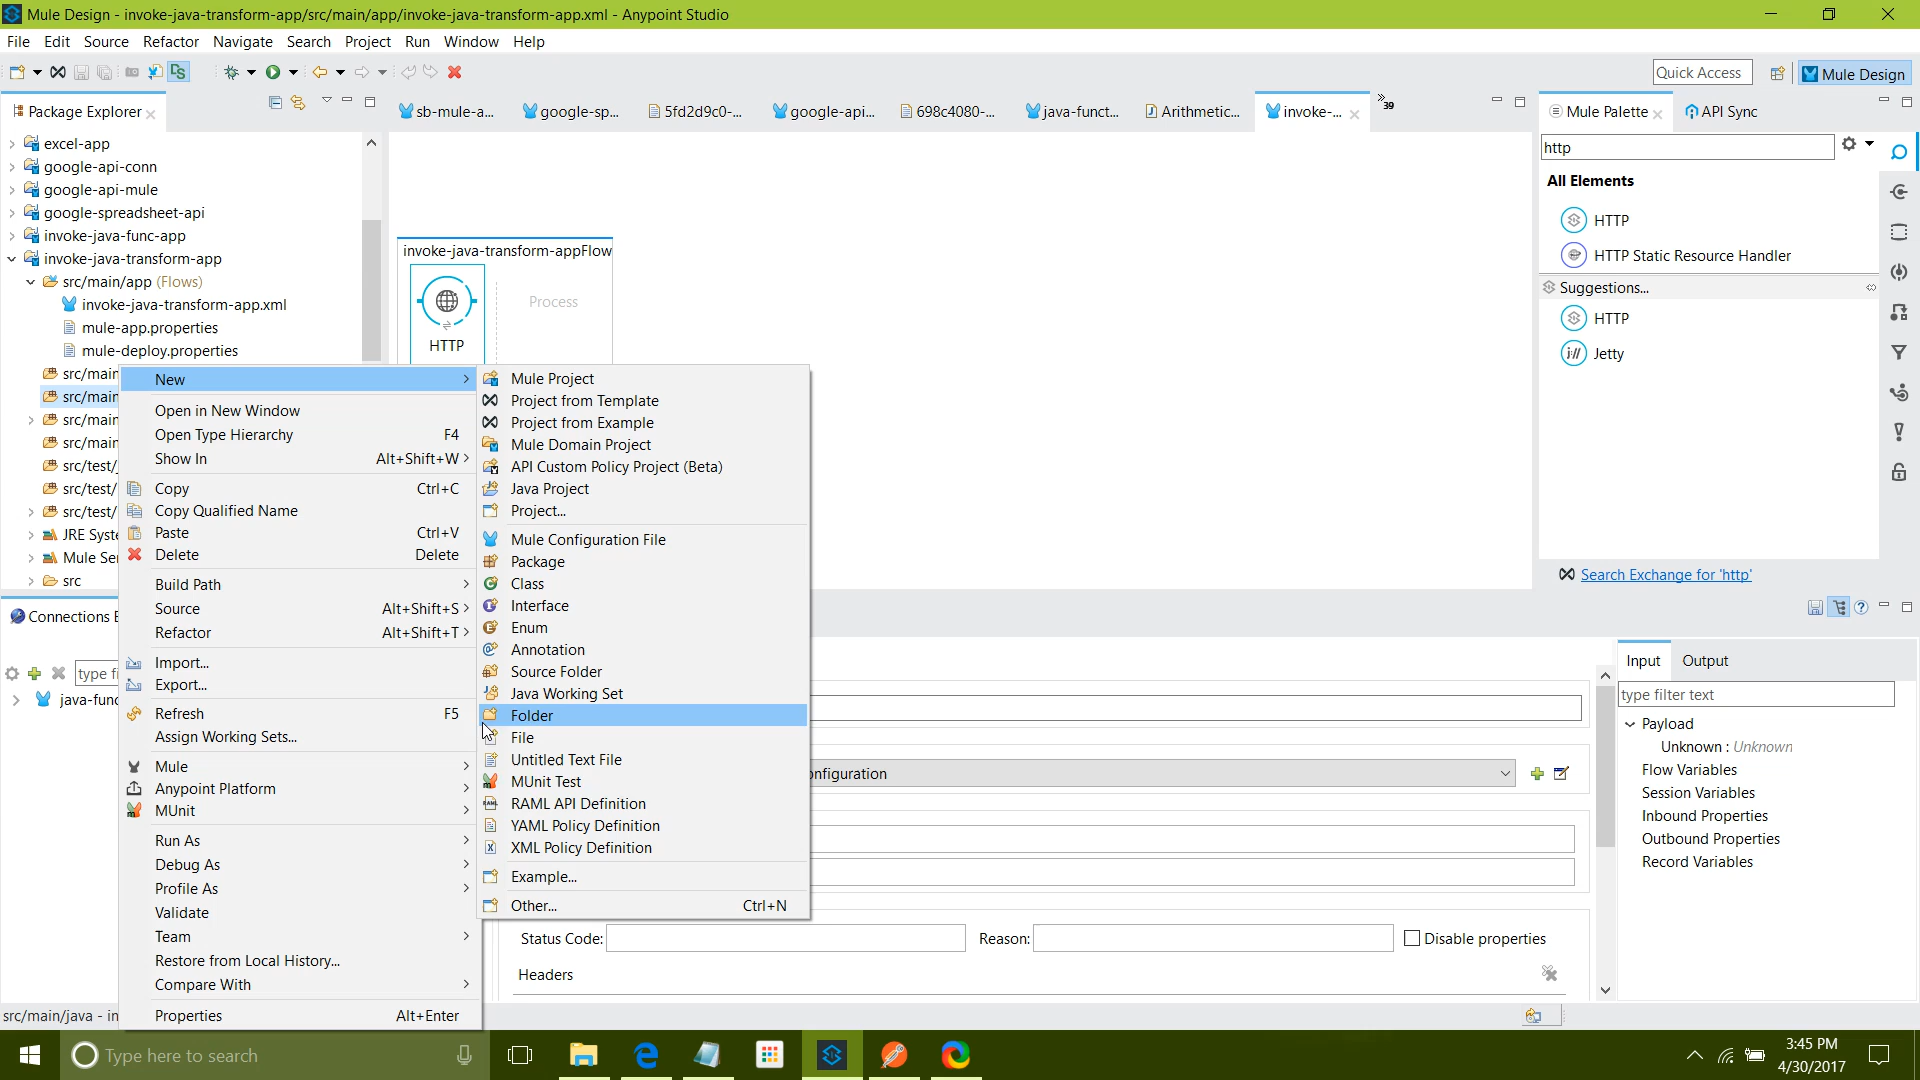 Mule Design - invoke-java-transform-app/src/main/app/invoke-java-transform-app.xml - Anypoint Studio
File Edit Source Refactor Navigate Search Project Run Window Help
Quick Access
Mule Design
Package Explorer
sb-mule-a...
google-sp...
5fd2d9c0-...
google-api...
698c4080-...
java-funct...
Arithmetic...
invoke-...
39
Mule Palette
API Sync
excel-app
google-api-conn
google-api-mule
google-spreadsheet-api
invoke-java-func-app
invoke-java-transform-app
src/main/app (Flows)
invoke-java-transform-app.xml
mule-app.properties
mule-deploy.properties
src/main
src/main
src/main
src/main
src/test/
src/test/
src/test/
JRE Syste
Mule Ser
src
invoke-java-transform-appFlow
HTTP
Process
http
All Elements
HTTP
HTTP Static Resource Handler
Suggestions...
HTTP
Jetty
Search Exchange for 'http'
New
Open in New Window
Open Type Hierarchy F4
Show In Alt+Shift+W
Copy Ctrl+C
Copy Qualified Name
Paste Ctrl+V
Delete Delete
Build Path
Source Alt+Shift+S
Refactor Alt+Shift+T
Import...
Export...
Refresh F5
Assign Working Sets...
Mule
Anypoint Platform
MUnit
Run As
Debug As
Profile As
Validate
Team
Restore from Local History...
Compare With
Properties Alt+Enter
Mule Project
Project from Template
Project from Example
Mule Domain Project
API Custom Policy Project (Beta)
Java Project
Project...
Mule Configuration File
Package
Class
Interface
Enum
Annotation
Source Folder
Java Working Set
Folder
File
Untitled Text File
MUnit Test
RAML API Definition
YAML Policy Definition
XML Policy Definition
Example...
Other... Ctrl+N
Connections E
type fi
java-func
onfiguration
Status Code:
Reason:
Disable properties
Headers
Input
Output
type filter text
Payload
Unknown : Unknown
Flow Variables
Session Variables
Inbound Properties
Outbound Properties
Record Variables
src/main/java - in
Type here to search
3:45 PM
4/30/2017